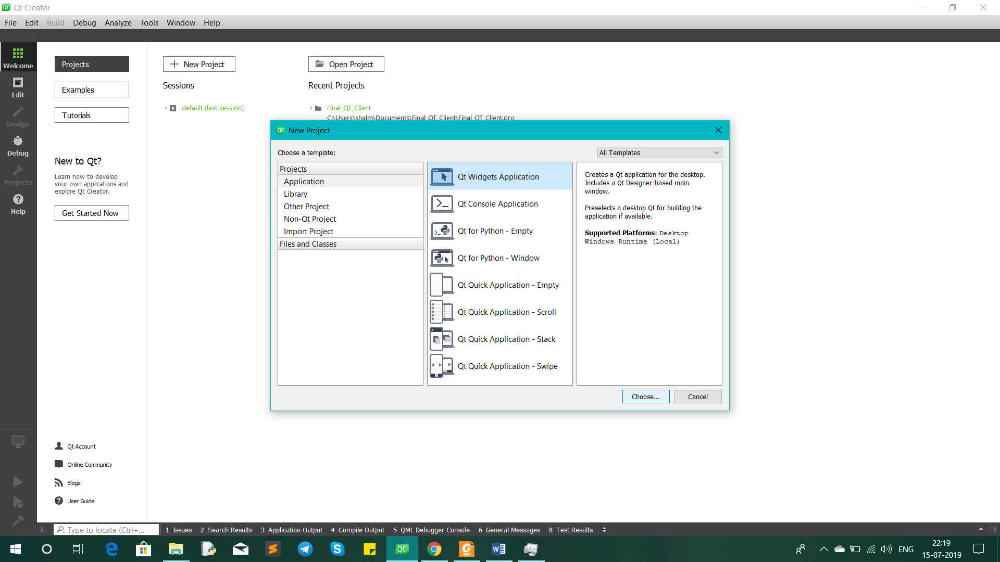 QC Qt Creator
File Edit Build Debug Analyze Tools Window Help
Welcome
Edit
Design
Debug
Projects
Help
Projects
Examples
Tutorials
New to Qt?
Learn how to develop
your own applications and
explore Qt Creator.
Get Started Now
Qt Account
Online Community
Blogs
User Guide
New Project
Sessions
1 default (last session)
Open Project
Recent Projects
1 Final_QT_Client
C:\Users\shalm\Documents\Final_QT_Client\Final_QT_Client.pro
QC New Project
Choose a template:
All Templates
Projects
Application
Library
Other Project
Non-Qt Project
Import Project
Files and Classes
Qt Widgets Application
Qt Console Application
Qt for Python - Empty
Qt for Python - Window
Qt Quick Application - Empty
Qt Quick Application - Scroll
Qt Quick Application - Stack
Qt Quick Application - Swipe
Creates a Qt application for the desktop.
Includes a Qt Designer-based main
window.
Preselects a desktop Qt for building the
application if available.
Supported Platforms: Desktop
Windows Runtime (Local)
Choose...
Cancel
Type to locate (Ctrl+...
1 Issues 2 Search Results 3 Application Output 4 Compile Output 5 QML Debugger Console 6 General Messages 8 Test Results
QC
PDF
ENG
22:19
15-07-2019